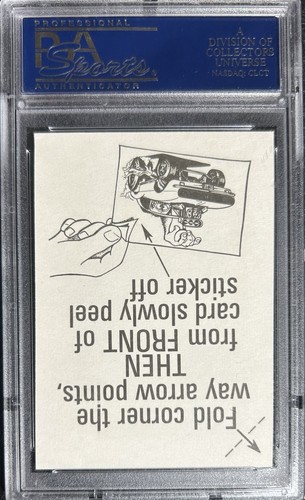 PROFESSIONAL
PSA
Sports
AUTHENTICATOR
A
DIVISION OF
COLLECTORS
UNIVERSE
NASDAQ: CLCT
Fold corner the
way arrow points,
THEN
from FRONT of
card slowly peel
sticker off